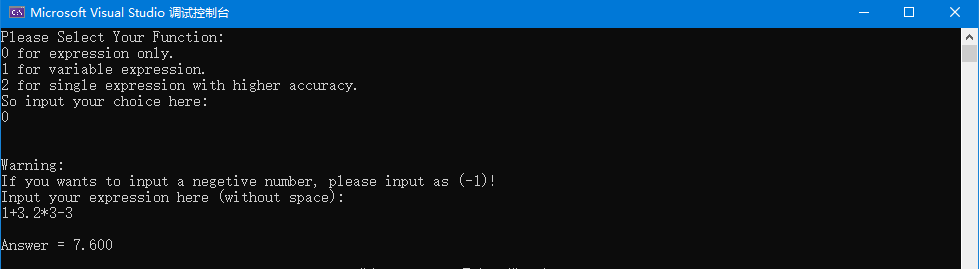 Microsoft Visual Studio 调试控制台
Please Select Your Function:
0 for expression only.
1 for variable expression.
2 for single expression with higher accuracy.
So input your choice here:
0
Warning:
If you wants to input a negetive number, please input as (-1)!
Input your expression here (without space):
1+3.2*3-3
Answer = 7.600